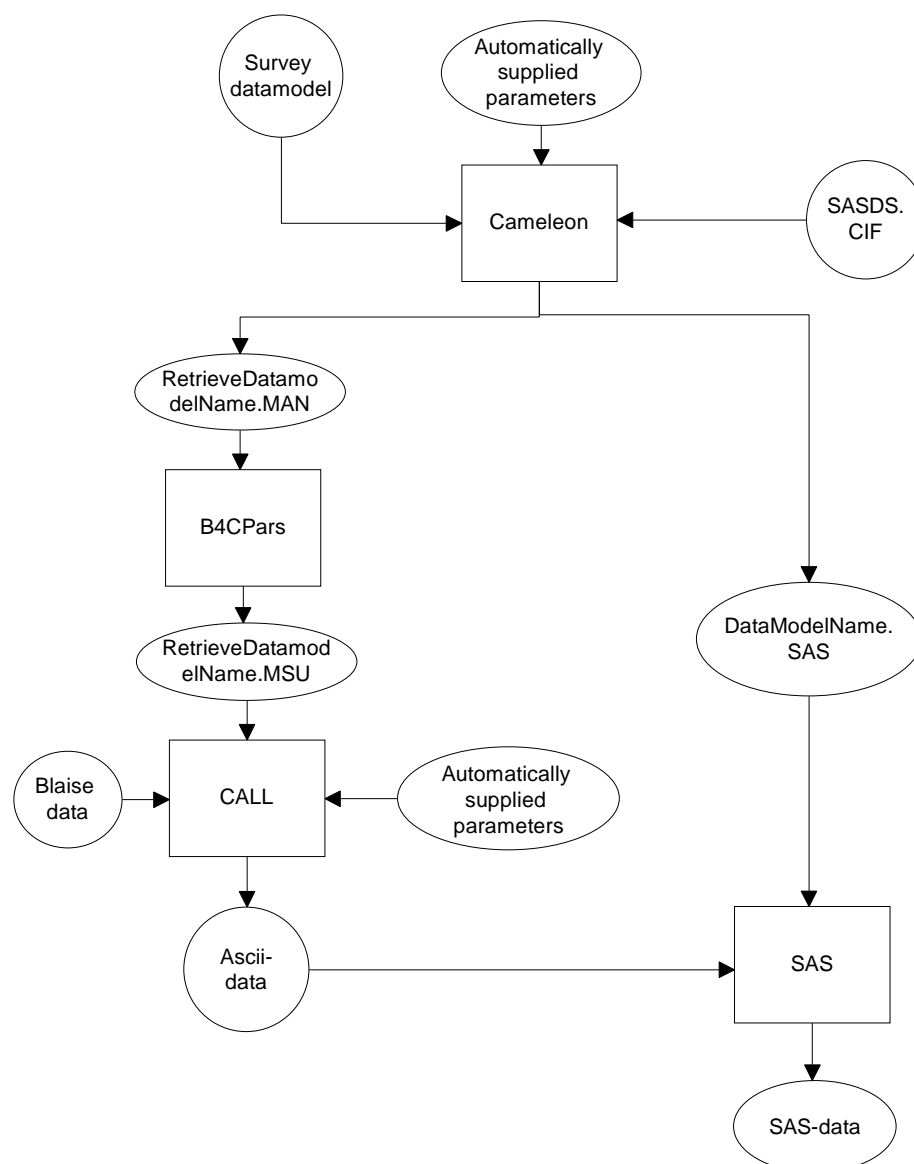 Survey
datamodel
Automatically
supplied
parameters
Cameleon
SASDS.
CIF
RetrieveDatamo
delName.MAN
B4CPars
RetrieveDatamod
elName.MSU
DataModelName.
SAS
Blaise
data
CALL
Automatically
supplied
parameters
Ascii-
data
SAS
SAS-data